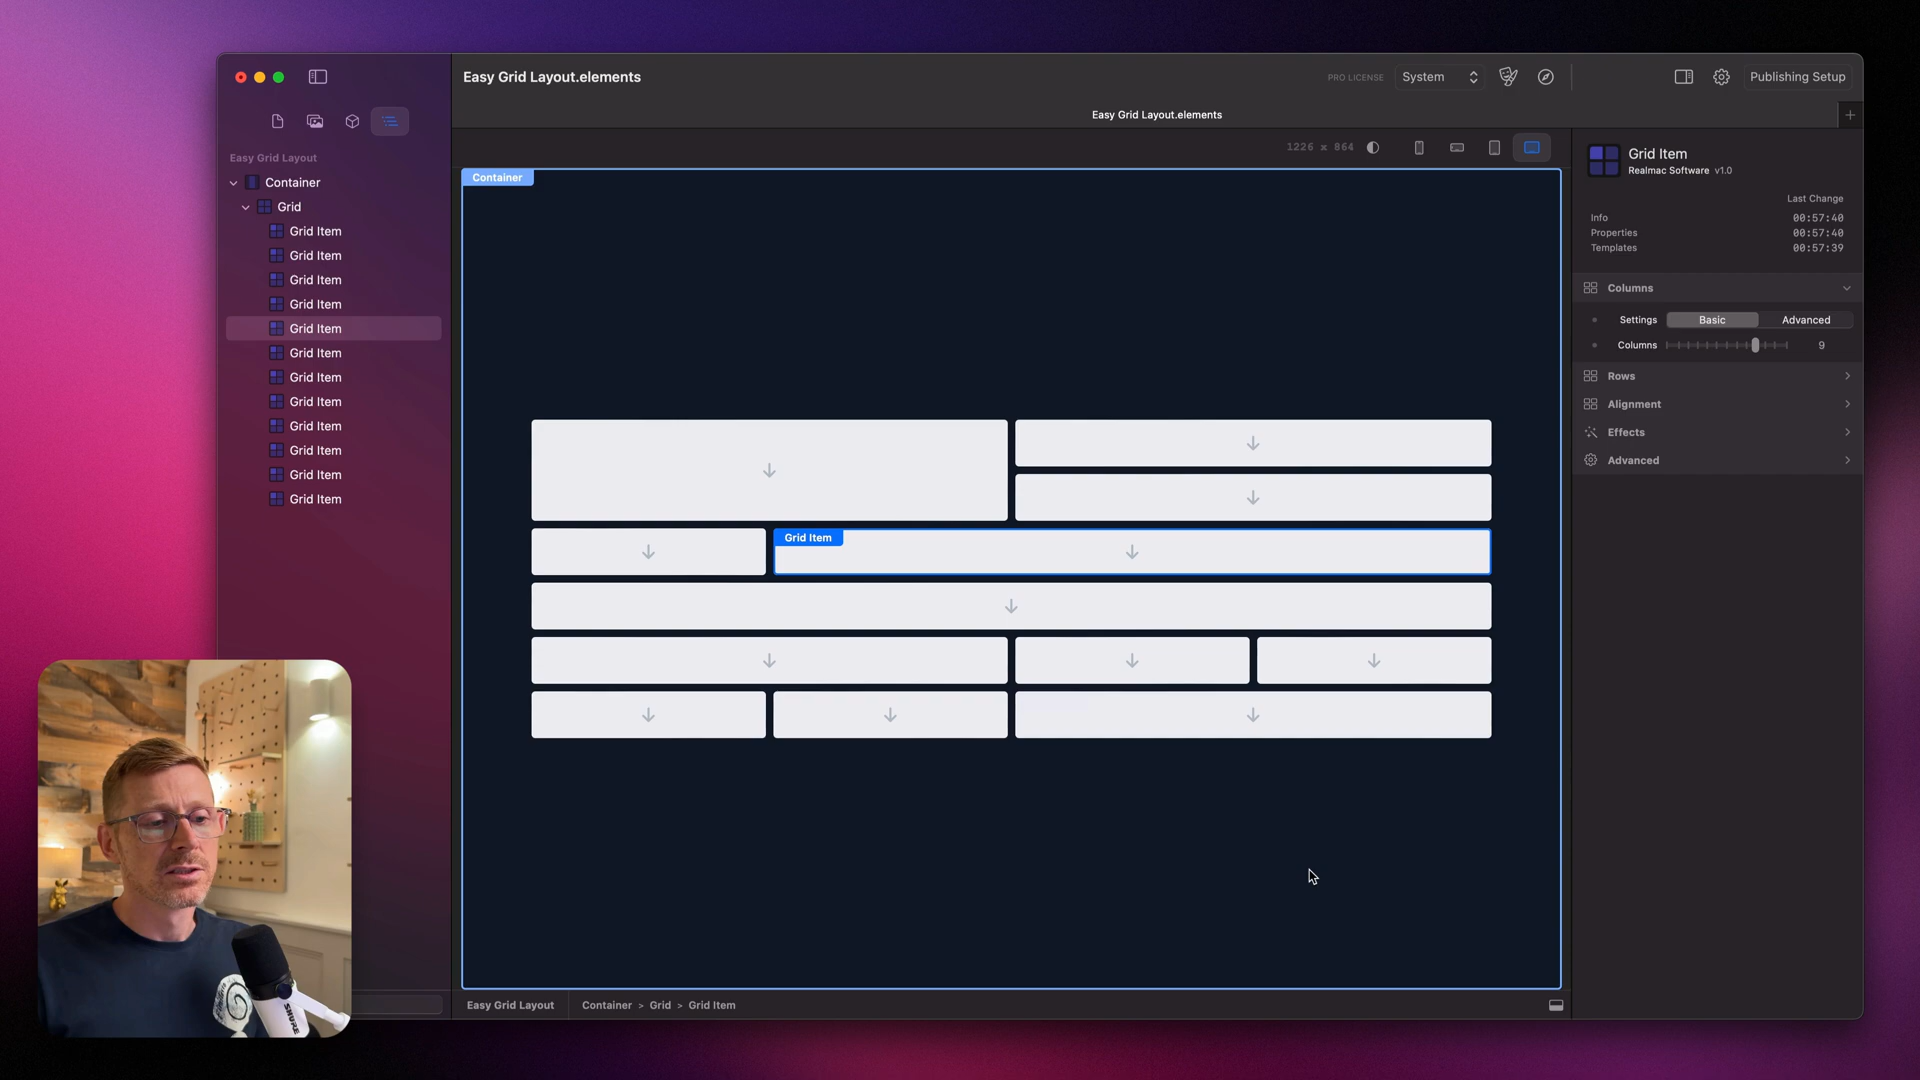 Easy Grid Layout.elements
PRO LICENSE
System
Publishing Setup
Easy Grid Layout.elements
1226 x 864
Easy Grid Layout
Container
Grid
Grid Item
Grid Item
Grid Item
Grid Item
Grid Item
Grid Item
Grid Item
Grid Item
Grid Item
Grid Item
Grid Item
Grid Item
Container
Grid Item
Easy Grid Layout
Container > Grid > Grid Item
Grid Item
Realmac Software v1.0
Last Change
Info 00:57:40
Properties 00:57:40
Templates 00:57:39
Columns
Settings Basic Advanced
Columns 9
Rows
Alignment
Effects
Advanced
SHURE